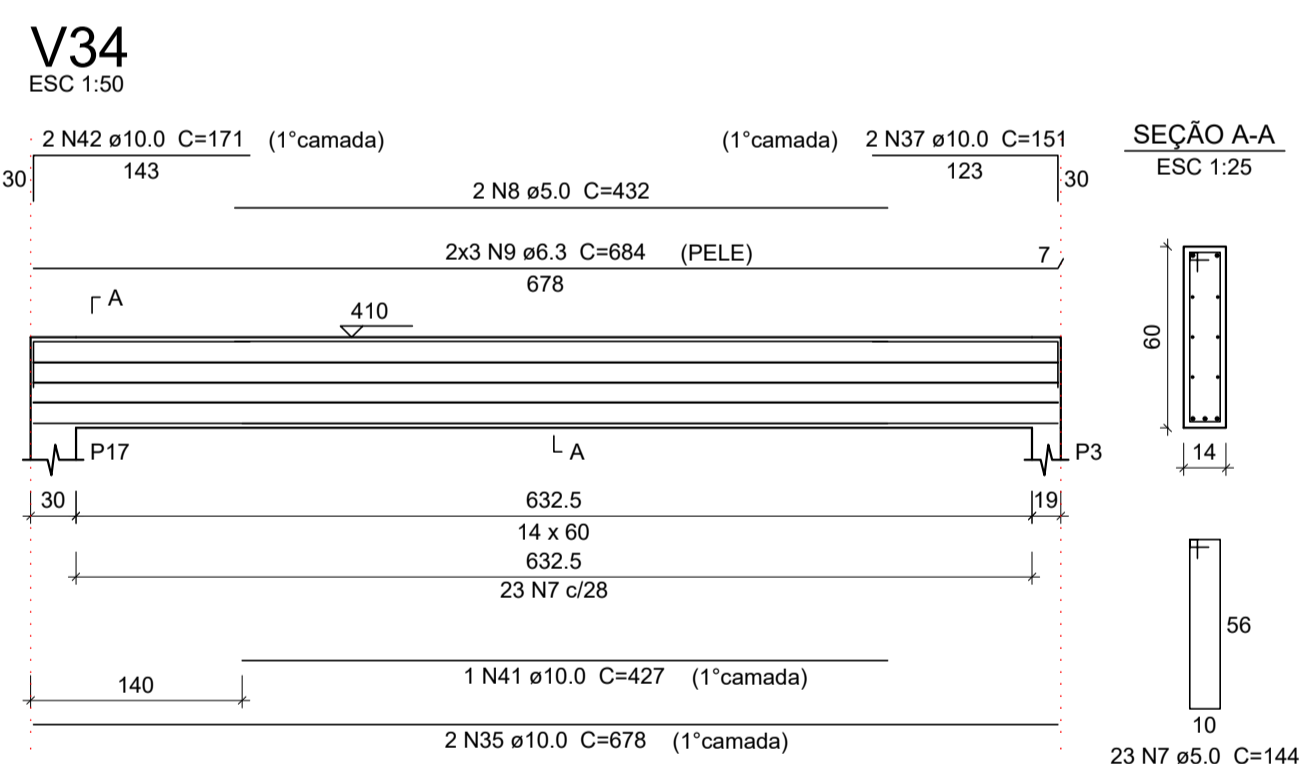 V34
ESC 1:50
2 N42 ø10.0 C=171 (1°camada)
(1°camada) 2 N37 ø10.0 C=151
SEÇÃO A-A
ESC 1:25
30
143
123
30
2 N8 ø5.0 C=432
2x3 N9 ø6.3 C=684 (PELE)
7
678
A
410
60
P17
A
P3
14
30
632.5
19
14 x 60
632.5
23 N7 c/28
56
1 N41 ø10.0 C=427 (1°camada)
140
10
2 N35 ø10.0 C=678 (1°camada)
23 N7 ø5.0 C=144